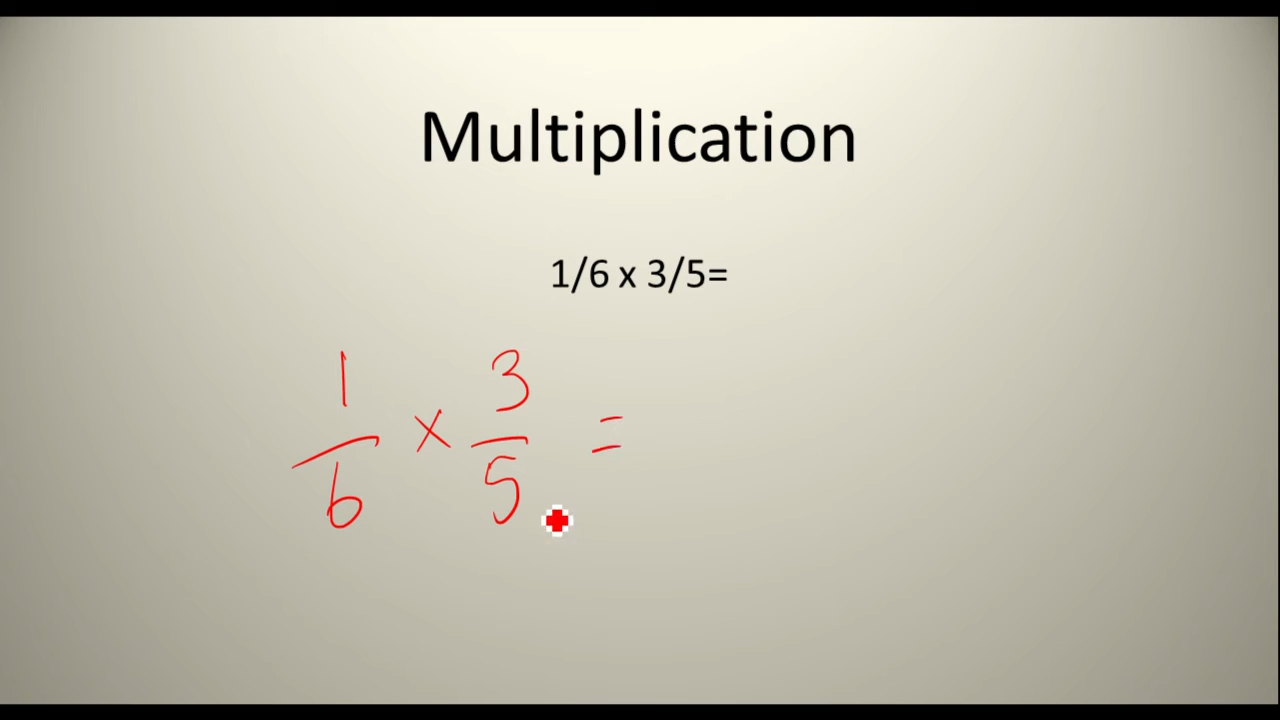 Multiplication
1/6 x 3/5=
1/6 x 3/5 =